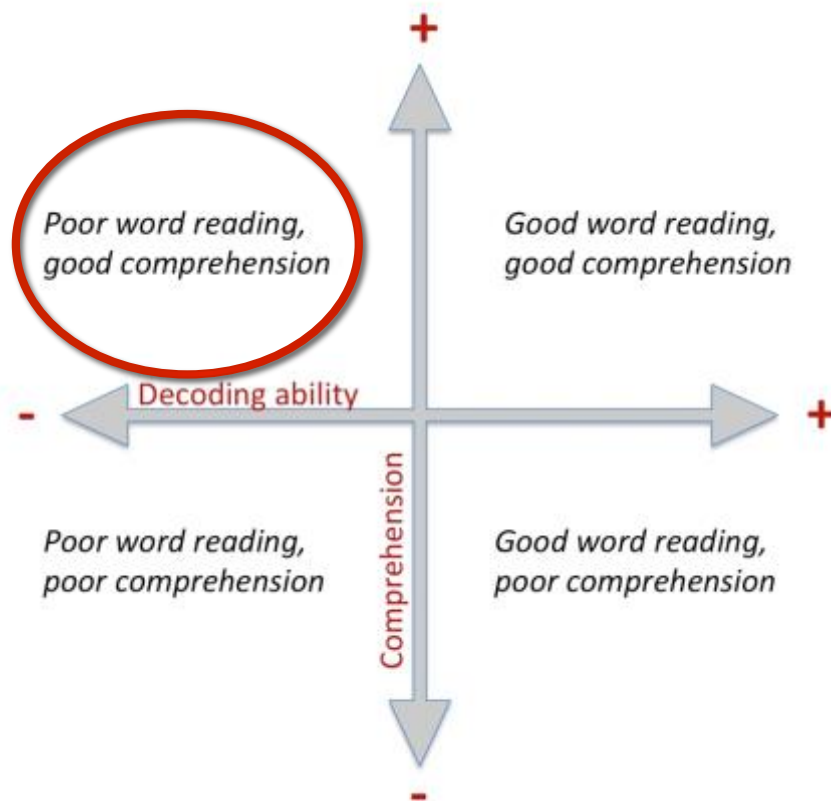 +
Poor word reading,
good comprehension
Good word reading,
good comprehension
Decoding ability
-
+
Comprehension
Poor word reading,
poor comprehension
Good word reading,
poor comprehension
-